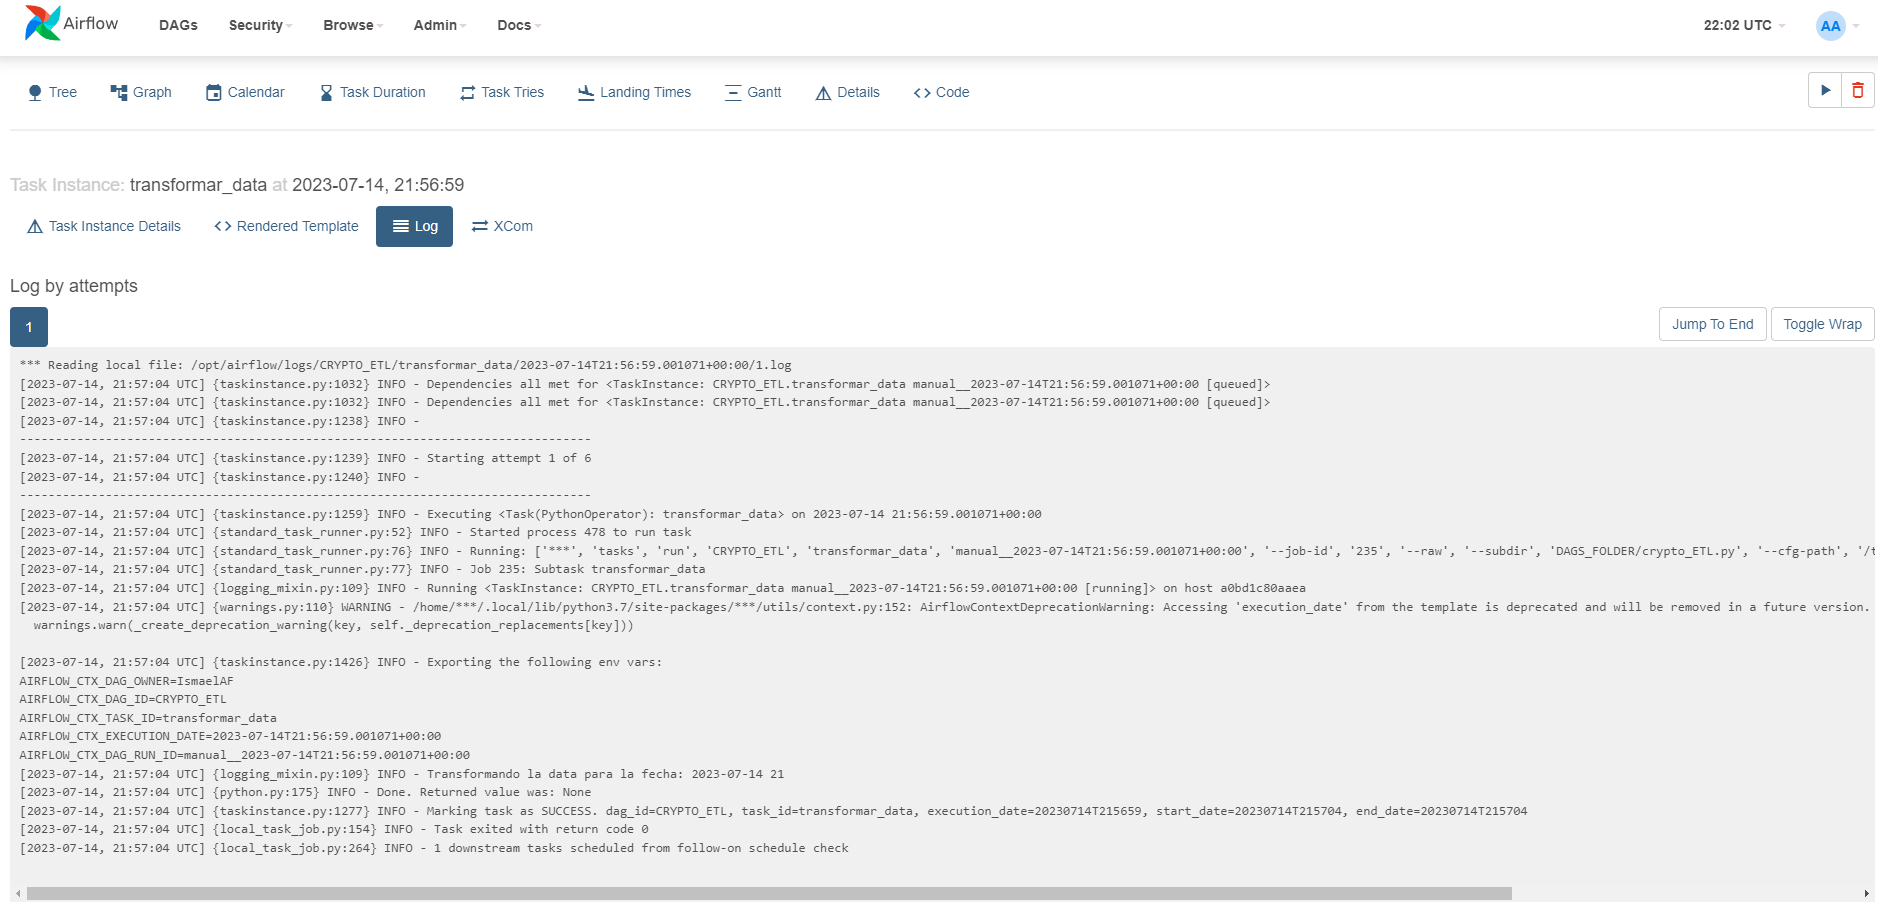 Airflow DAGs Security Browse Admin Docs 22:02 UTC AA
Tree Graph Calendar Task Duration Task Tries Landing Times Gantt Details Code
Task Instance: transformar_data at 2023-07-14, 21:56:59
Task Instance Details Rendered Template Log XCom
Log by attempts
1 Jump To End Toggle Wrap
*** Reading local file: /opt/airflow/logs/CRYPTO_ETL/transformar_data/2023-07-14T21:56:59.001071+00:00/1.log
[2023-07-14, 21:57:04 UTC] {taskinstance.py:1032} INFO - Dependencies all met for <TaskInstance: CRYPTO_ETL.transformar_data manual__2023-07-14T21:56:59.001071+00:00 [queued]>
[2023-07-14, 21:57:04 UTC] {taskinstance.py:1032} INFO - Dependencies all met for <TaskInstance: CRYPTO_ETL.transformar_data manual__2023-07-14T21:56:59.001071+00:00 [queued]>
[2023-07-14, 21:57:04 UTC] {taskinstance.py:1238} INFO -
--------------------------------------------------------------------------------
[2023-07-14, 21:57:04 UTC] {taskinstance.py:1239} INFO - Starting attempt 1 of 6
[2023-07-14, 21:57:04 UTC] {taskinstance.py:1240} INFO -
--------------------------------------------------------------------------------
[2023-07-14, 21:57:04 UTC] {taskinstance.py:1259} INFO - Executing <Task(PythonOperator): transformar_data> on 2023-07-14 21:56:59.001071+00:00
[2023-07-14, 21:57:04 UTC] {standard_task_runner.py:52} INFO - Started process 478 to run task
[2023-07-14, 21:57:04 UTC] {standard_task_runner.py:76} INFO - Running: ['***', 'tasks', 'run', 'CRYPTO_ETL', 'transformar_data', 'manual__2023-07-14T21:56:59.001071+00:00', '--job-id', '235', '--raw', '--subdir', 'DAGS_FOLDER/crypto_ETL.py', '--cfg-path', '/t
[2023-07-14, 21:57:04 UTC] {standard_task_runner.py:77} INFO - Job 235: Subtask transformar_data
[2023-07-14, 21:57:04 UTC] {logging_mixin.py:109} INFO - Running <TaskInstance: CRYPTO_ETL.transformar_data manual__2023-07-14T21:56:59.001071+00:00 [running]> on host a0bd1c80aaea
[2023-07-14, 21:57:04 UTC] {warnings.py:110} WARNING - /home/***/.local/lib/python3.7/site-packages/***/utils/context.py:152: AirflowContextDeprecationWarning: Accessing 'execution_date' from the template is deprecated and will be removed in a future version.
warnings.warn(_create_deprecation_warning(key, self._deprecation_replacements[key]))
[2023-07-14, 21:57:04 UTC] {taskinstance.py:1426} INFO - Exporting the following env vars:
AIRFLOW_CTX_DAG_OWNER=IsmaelAF
AIRFLOW_CTX_DAG_ID=CRYPTO_ETL
AIRFLOW_CTX_TASK_ID=transformar_data
AIRFLOW_CTX_EXECUTION_DATE=2023-07-14T21:56:59.001071+00:00
AIRFLOW_CTX_DAG_RUN_ID=manual__2023-07-14T21:56:59.001071+00:00
[2023-07-14, 21:57:04 UTC] {logging_mixin.py:109} INFO - Transformando la data para la fecha: 2023-07-14 21
[2023-07-14, 21:57:04 UTC] {python.py:175} INFO - Done. Returned value was: None
[2023-07-14, 21:57:04 UTC] {taskinstance.py:1277} INFO - Marking task as SUCCESS. dag_id=CRYPTO_ETL, task_id=transformar_data, execution_date=20230714T215659, start_date=20230714T215704, end_date=20230714T215704
[2023-07-14, 21:57:04 UTC] {local_task_job.py:154} INFO - Task exited with return code 0
[2023-07-14, 21:57:04 UTC] {local_task_job.py:264} INFO - 1 downstream tasks scheduled from follow-on schedule check